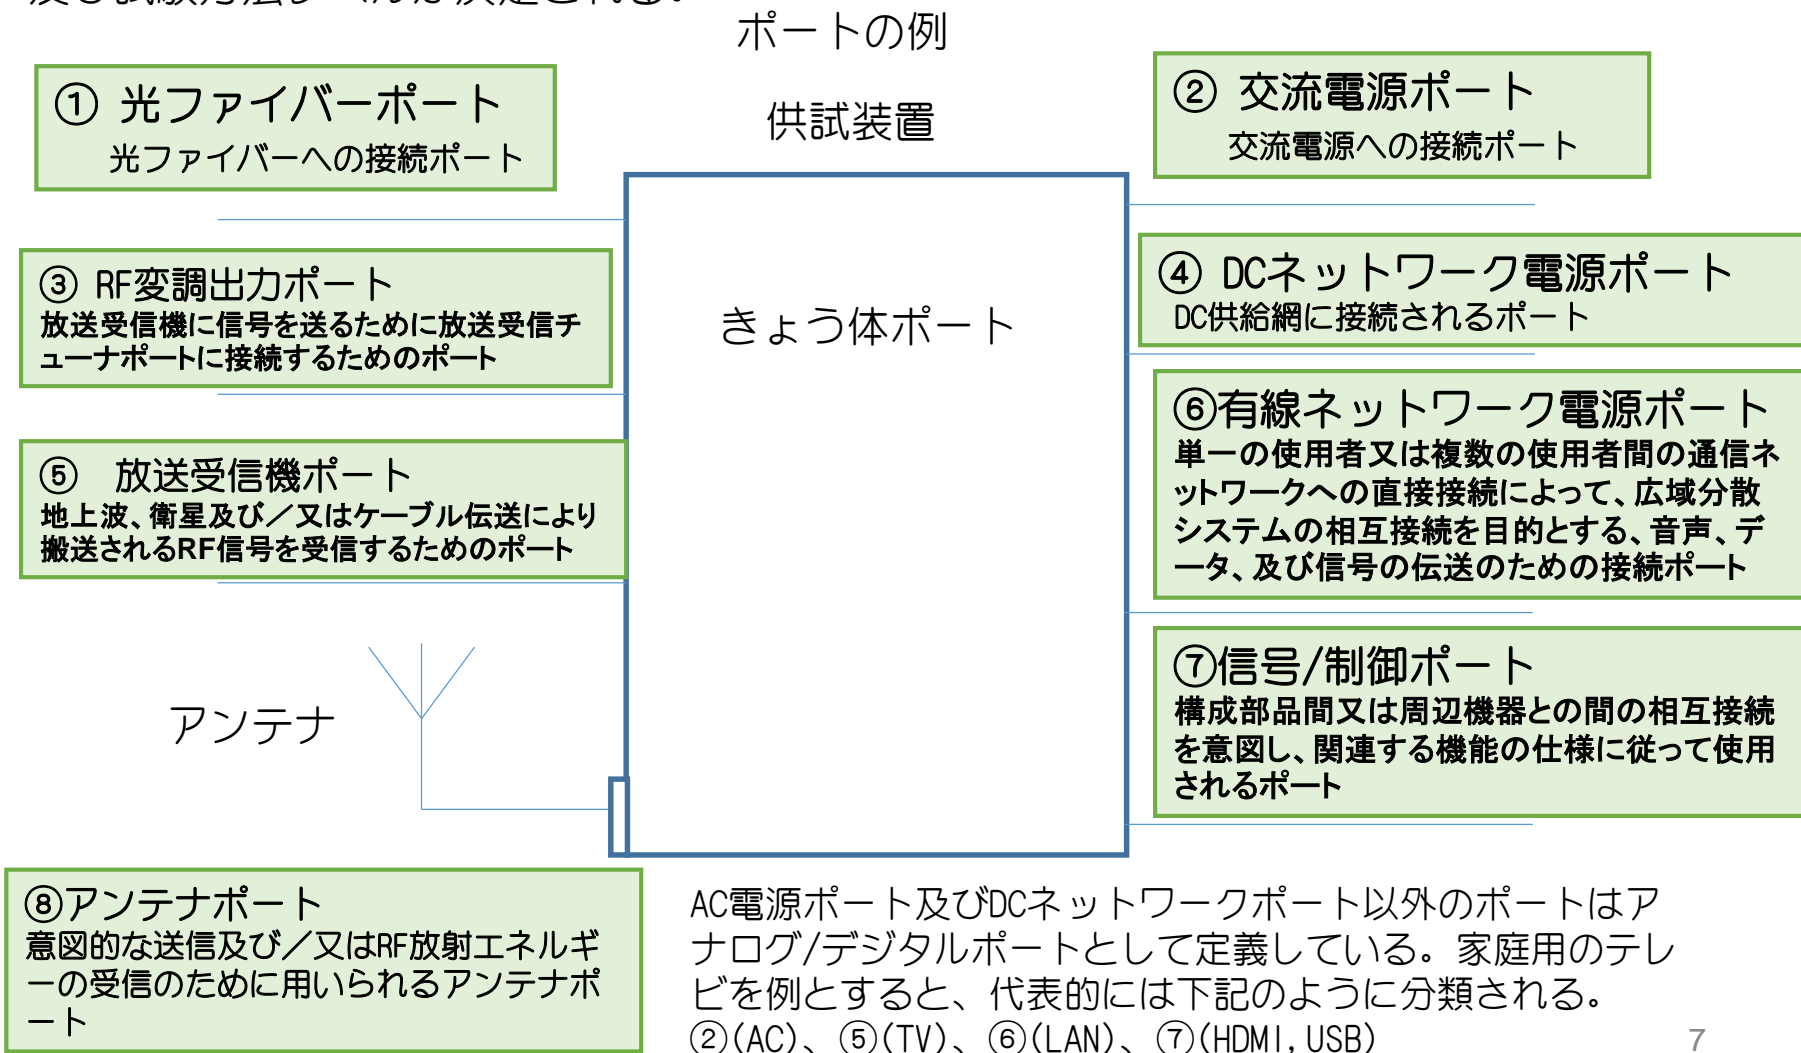 ポートの例
供試装置
① 光ファイバーポート
光ファイバーへの接続ポート
② 交流電源ポート
交流電源への接続ポート
③ RF変調出力ポート
放送受信機に信号を送るために放送受信チ
ューナポートに接続するためのポート
きょう体ポート
④ DCネットワーク電源ポート
DC供給網に接続されるポート
⑤ 放送受信機ポート
地上波、衛星及び／又はケーブル伝送により
搬送されるRF信号を受信するためのポート
⑥有線ネットワーク電源ポート
単一の使用者又は複数の使用者間の通信ネ
ットワークへの直接接続によって、広域分散
システムの相互接続を目的とする、音声、デ
ータ、及び信号の伝送のための接続ポート
アンテナ
⑦信号/制御ポート
構成部品間又は周辺機器との間の相互接続
を意図し、関連する機能の仕様に従って使用
されるポート
⑧アンテナポート
意図的な送信及び／又はRF放射エネルギ
ーの受信のために用いられるアンテナポ
ート
AC電源ポート及びDCネットワークポート以外のポートはア
ナログ/デジタルポートとして定義している。家庭用のテレ
ビを例とすると、代表的には下記のように分類される。
②(AC)、⑤(TV)、⑥(LAN)、⑦(HDMI,USB)
7